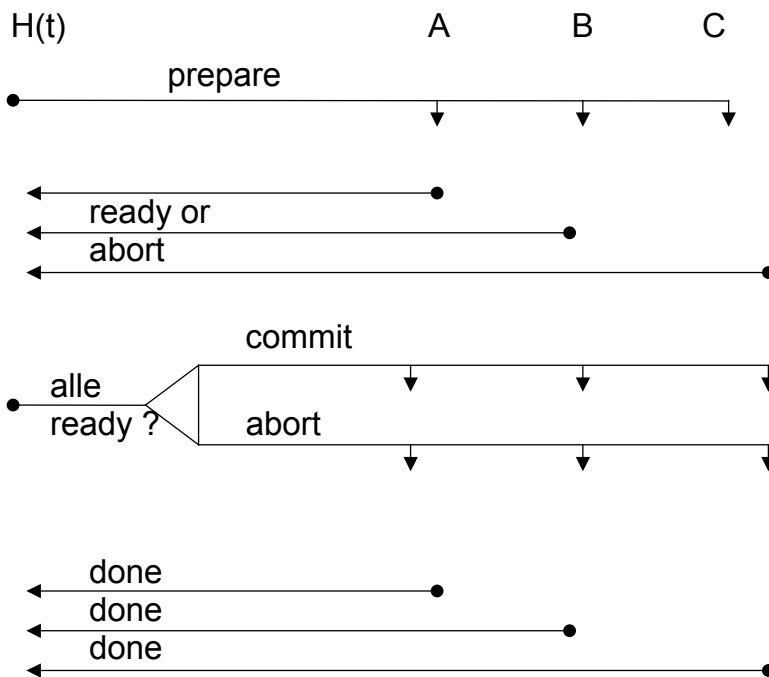 H(t) A B C
prepare
ready or
abort
commit
alle
ready ?
abort
done
done
done